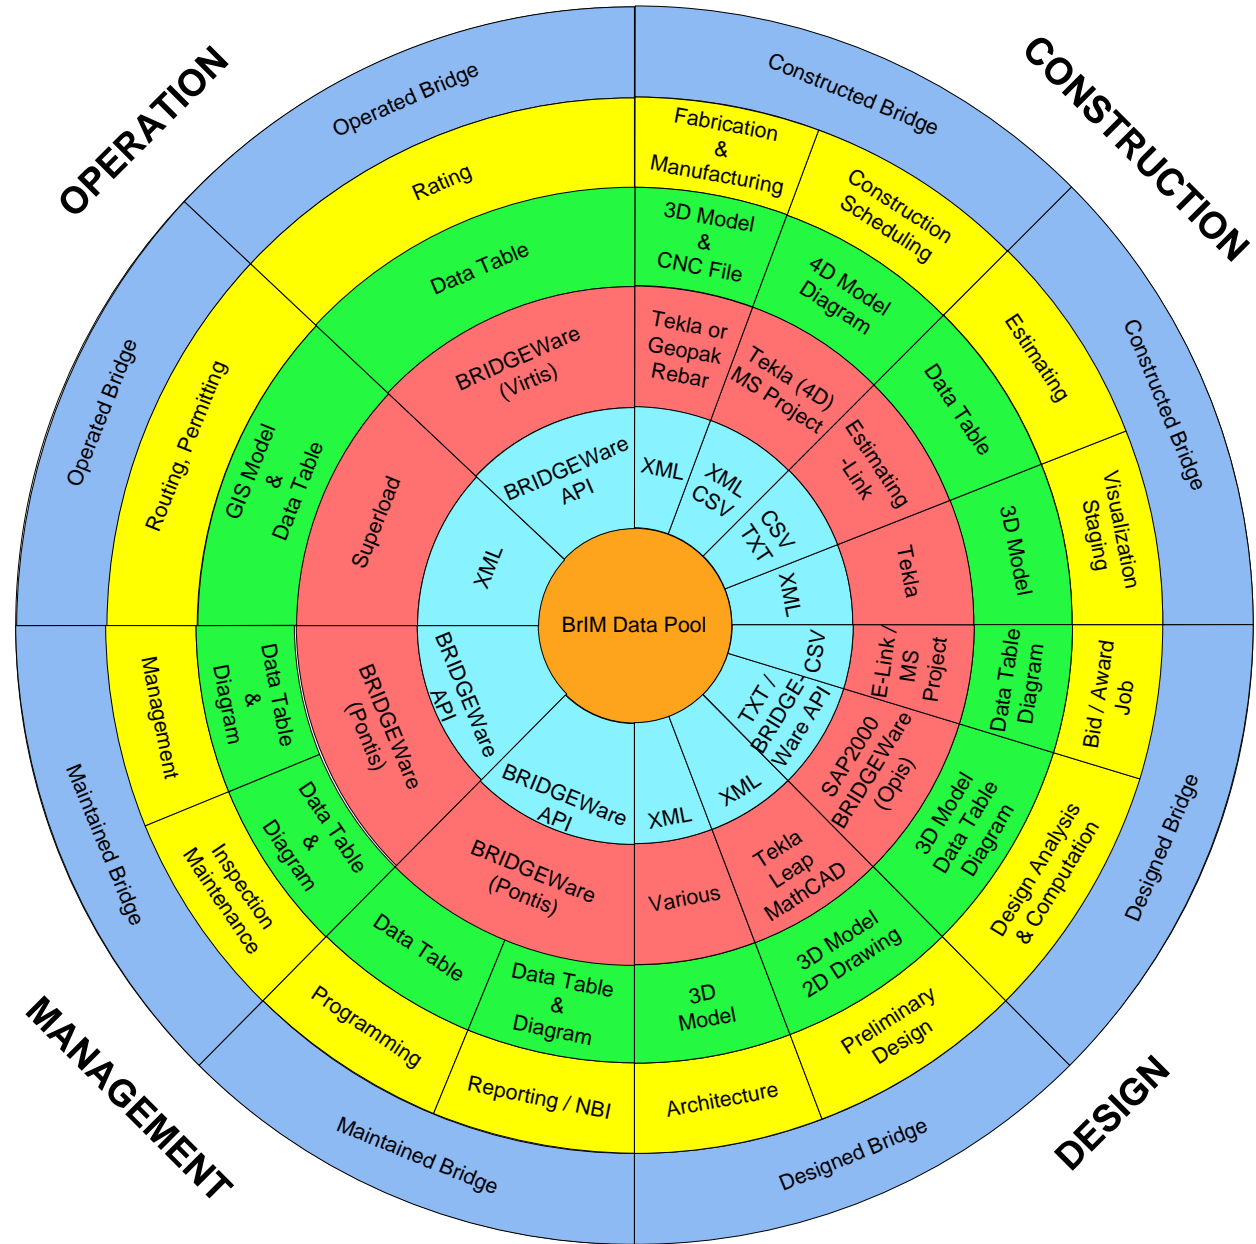 OPERATION
CONSTRUCTION
MANAGEMENT
DESIGN
Operated Bridge
Constructed Bridge
Constructed Bridge
Designed Bridge
Designed Bridge
Maintained Bridge
Maintained Bridge
Operated Bridge
Rating
Fabrication
&
Manufacturing
Construction
Scheduling
Estimating
Visualization
Staging
Bid / Award
Job
Design Analysis
& Computation
Preliminary
Design
Architecture
Reporting / NBI
Programming
Inspection
Maintenance
Management
Routing, Permitting
Data Table
3D Model
&
CNC File
4D Model
Diagram
Data Table
3D Model
Data Table
Diagram
3D Model
Data Table
Diagram
3D Model
2D Drawing
3D
Model
Data Table
&
Diagram
Data Table
Data Table
&
Diagram
Data Table
&
Diagram
GIS Model
&
Data Table
BRIDGEWare
(Virtis)
Tekla or
Geopak
Rebar
Tekla (4D)
MS Project
Estimating
-Link
Tekla
E-Link /
MS
Project
SAP2000
BRIDGEWare
(Opis)
Tekla
Leap
MathCAD
Various
BRIDGEWare
(Pontis)
BRIDGEWare
(Pontis)
Superload
BRIDGEWare
API
XML
XML
CSV
CSV
TXT
XML
CSV
TXT /
BRIDGE-
Ware API
XML
XML
BRIDGEWare
API
BRIDGEWare
API
XML
BrIM Data Pool